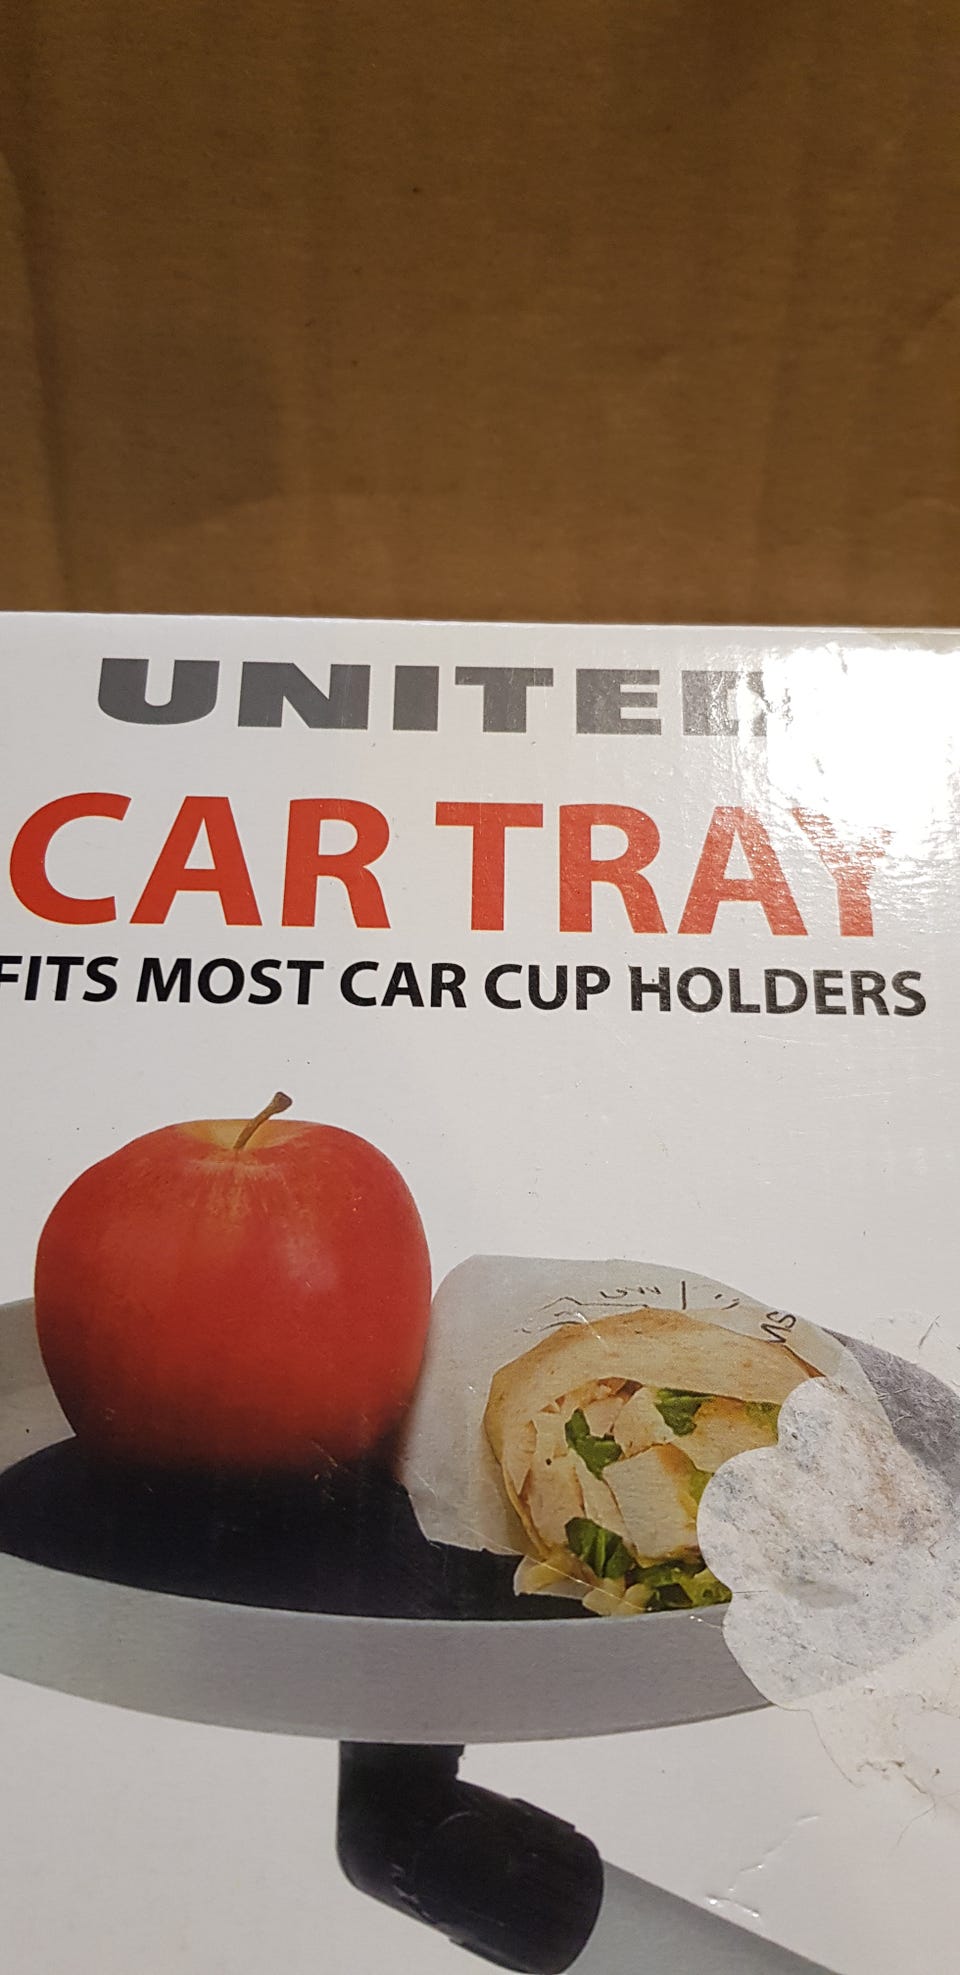 UNITED
CAR TRAY
FITS MOST CAR CUP HOLDERS